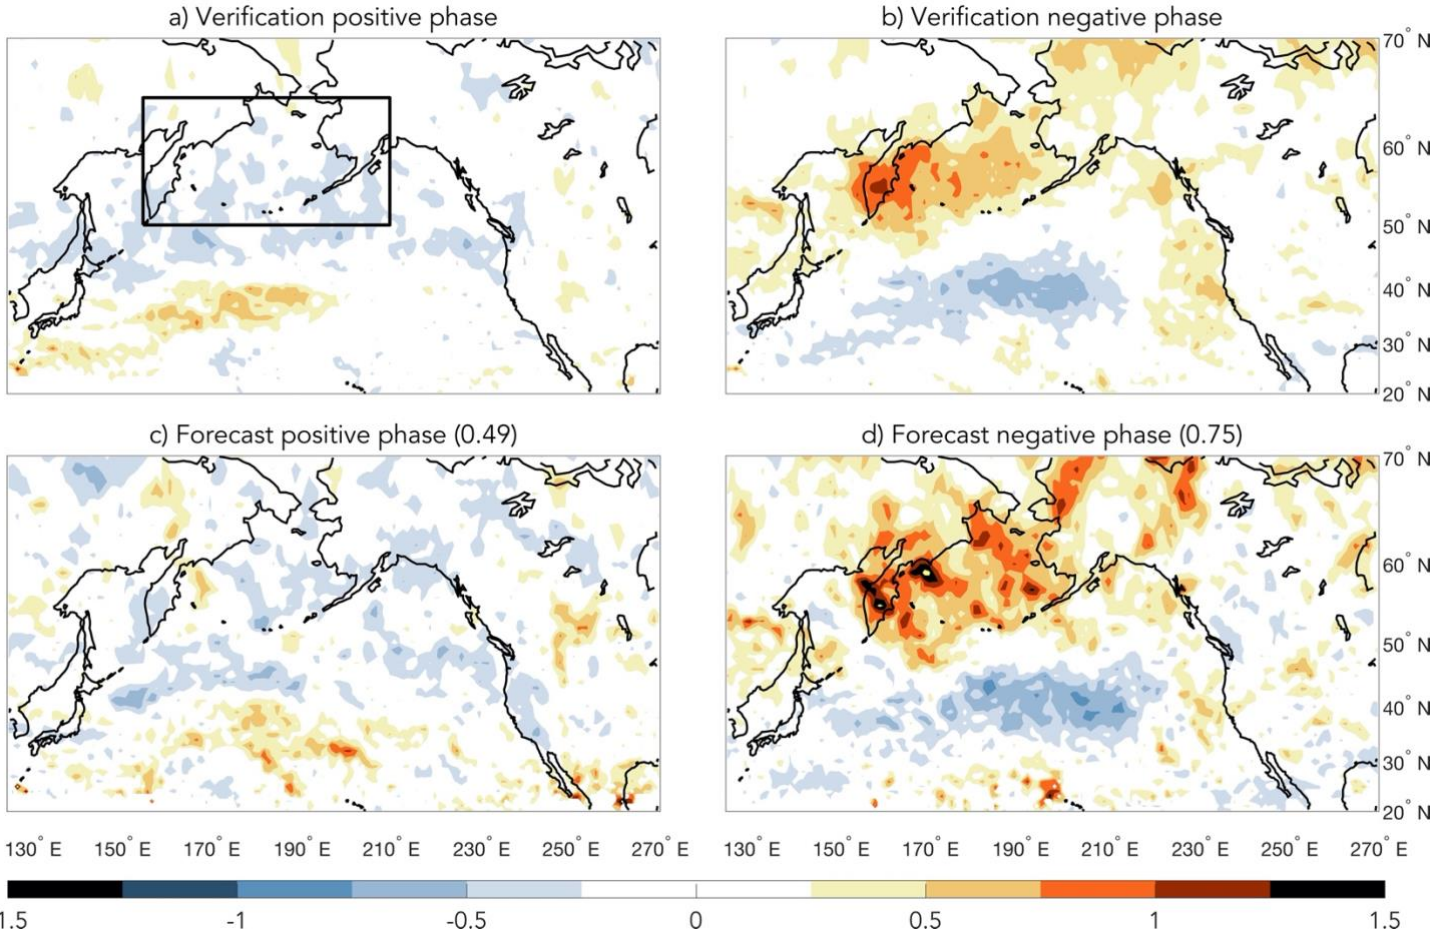 a) Verification positive phase
b) Verification negative phase
70° N
60° N
50° N
40° N
30° N
20° N
c) Forecast positive phase (0.49)
d) Forecast negative phase (0.75)
70° N
60° N
50° N
40° N
30° N
20° N
130° E 150° E 170° E 190° E 210° E 230° E 250° E 270° E
130° E 150° E 170° E 190° E 210° E 230° E 250° E 270° E
1.5 -1 -0.5 0 0.5 1 1.5